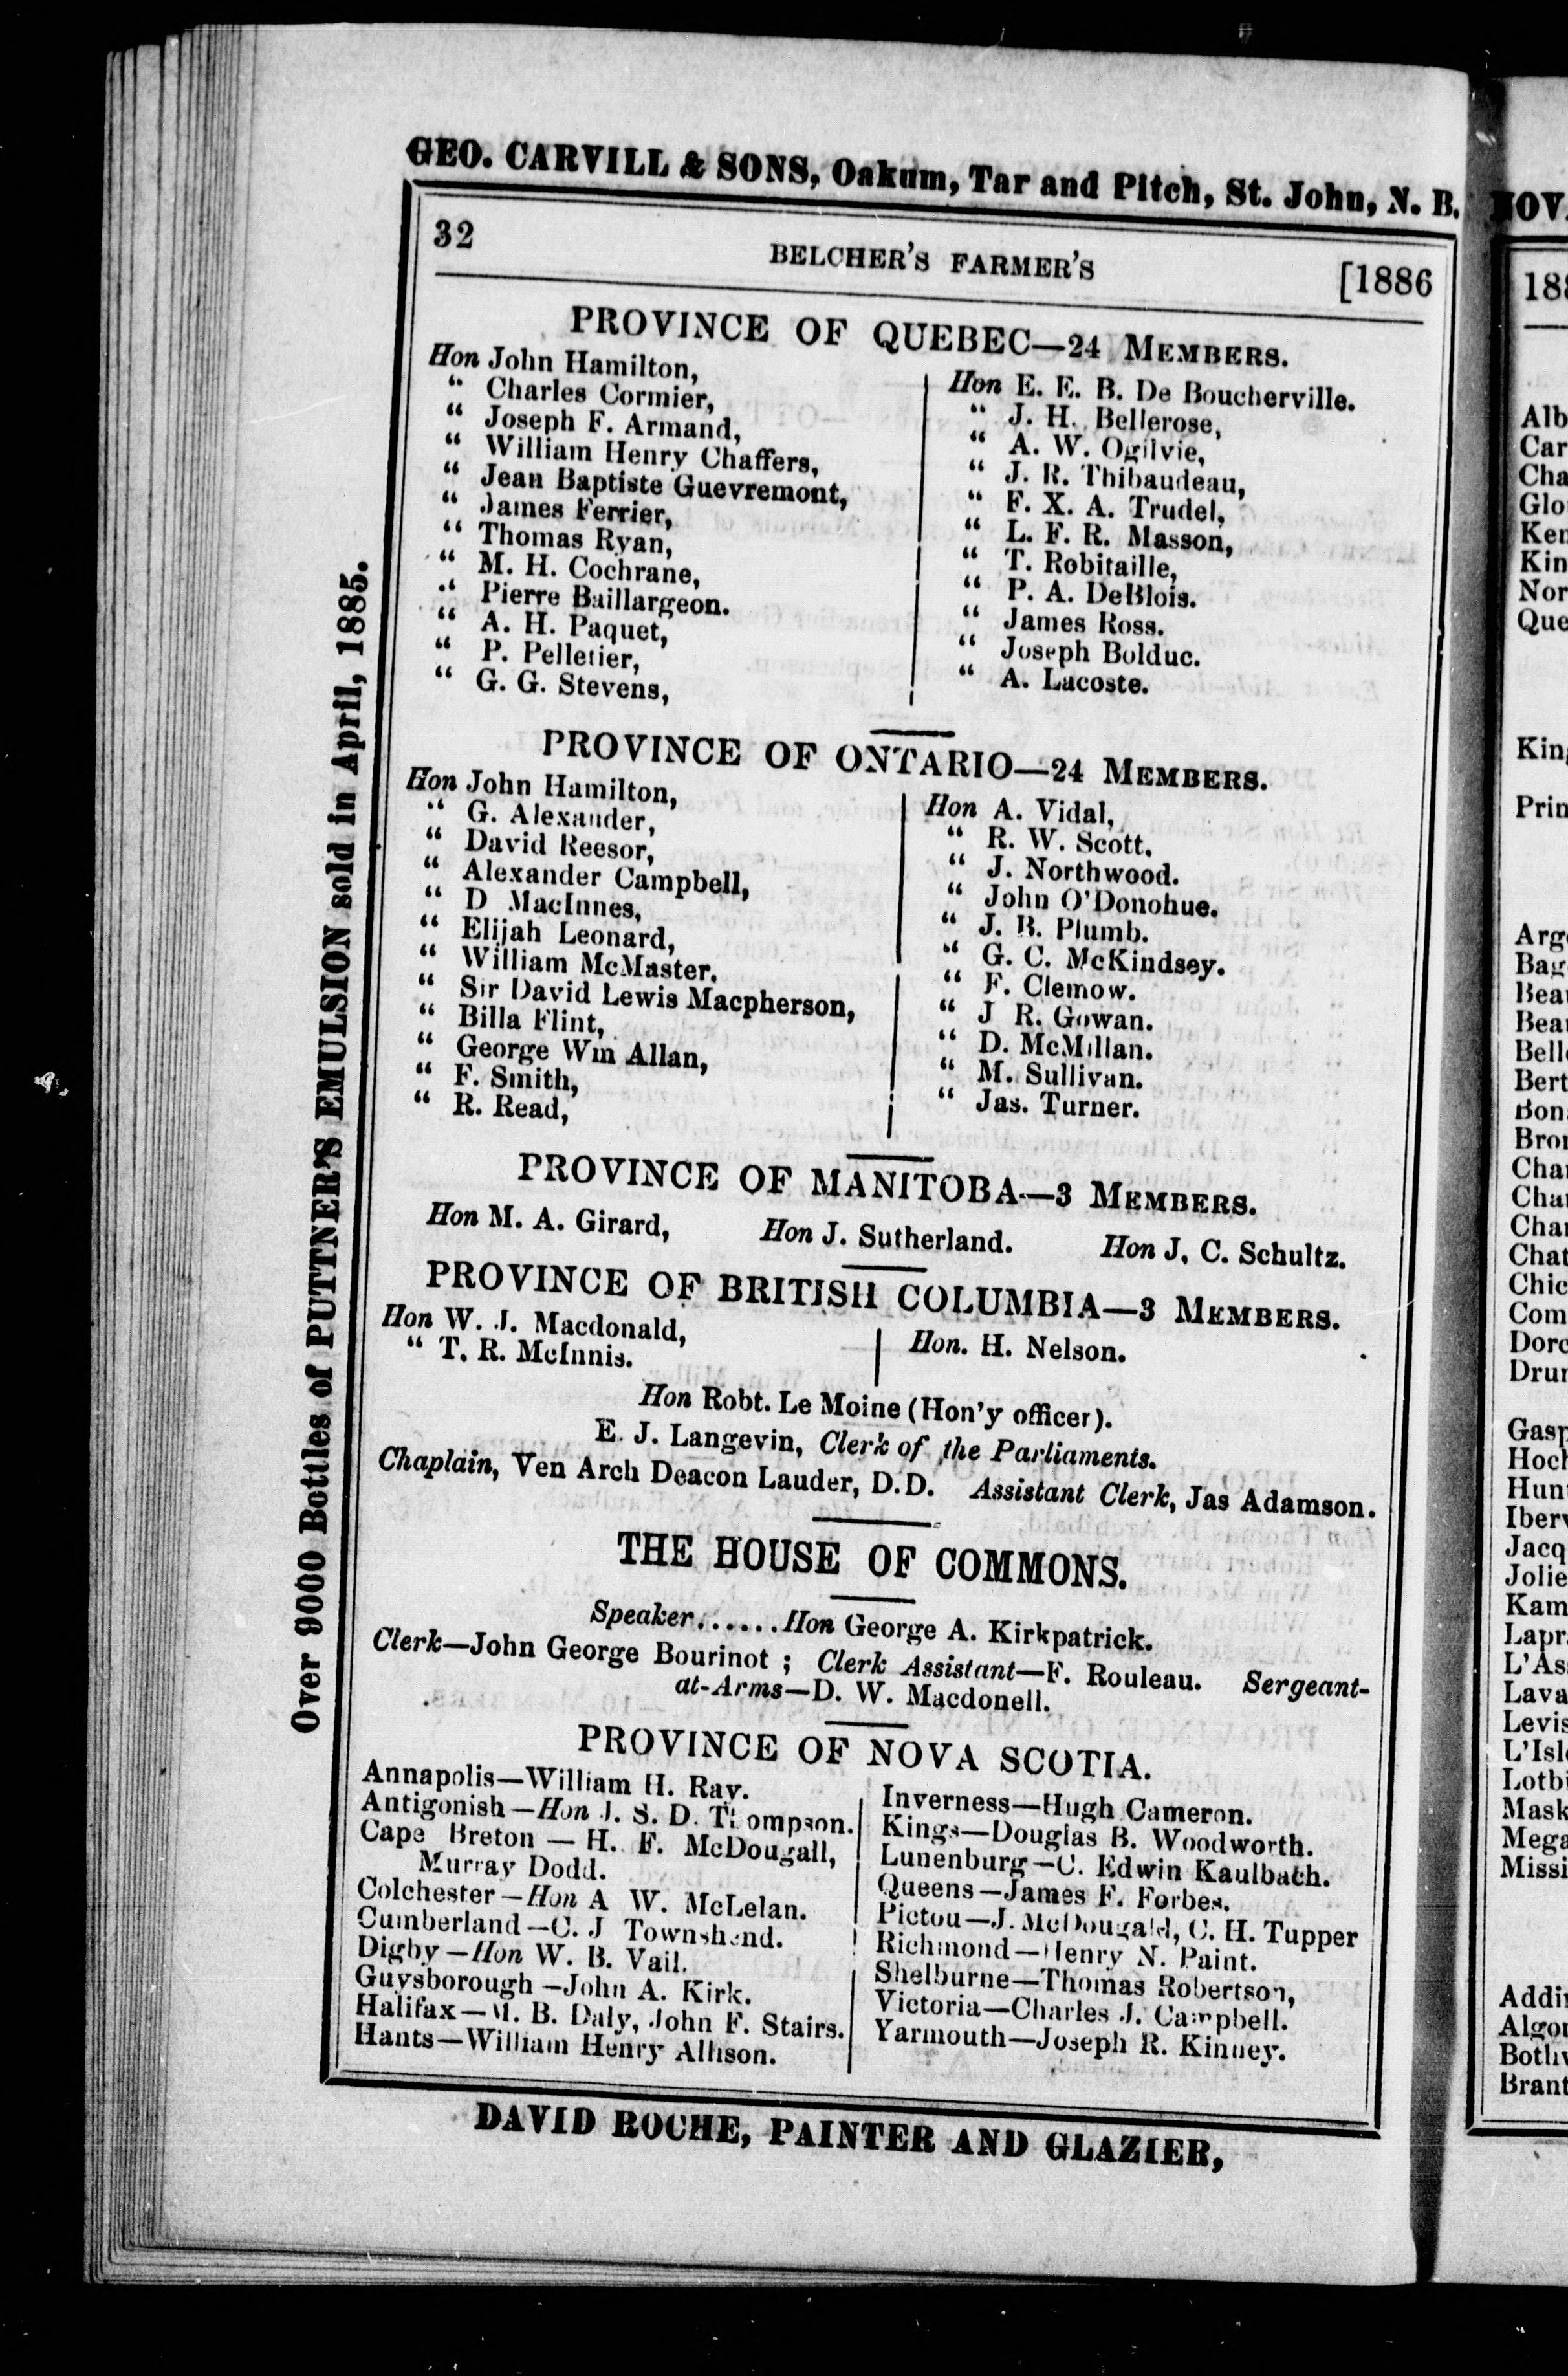 GEO. CARVILL & SONS, Oakum, Tar and Pitch, St. John, N. B.
32 BELCHER'S FARMER'S [1886
PROVINCE OF QUEBEC—24 MEMBERS.
Hon John Hamilton,
" Charles Cormier,
" Joseph F. Armand,
" William Henry Chaffers,
" Jean Baptiste Guevremont,
" James Ferrier,
" Thomas Ryan,
" M. H. Cochrane,
" Pierre Baillargeon.
" A. H. Paquet,
" P. Pelletier,
" G. G. Stevens,
Hon E. E. B. De Boucherville.
" J. H. Bellerose,
" A. W. Ogilvie,
" J. R. Thibaudeau,
" F. X. A. Trudel,
" L. F. R. Masson,
" T. Robitaille,
" P. A. DeBlois.
" James Ross.
" Joseph Bolduc.
" A. Lacoste.
PROVINCE OF ONTARIO—24 MEMBERS.
Hon John Hamilton,
" G. Alexander,
" David Reesor,
" Alexander Campbell,
" D MacInnes,
" Elijah Leonard,
" William McMaster.
" Sir David Lewis Macpherson,
" Billa Flint,
" George Wm Allan,
" F. Smith,
" R. Read,
Hon A. Vidal,
" R. W. Scott.
" J. Northwood.
" John O'Donohue.
" J. B. Plumb.
" G. C. McKindsey.
" F. Clemow.
" J R. Gowan.
" D. McMillan.
" M. Sullivan.
" Jas. Turner.
PROVINCE OF MANITOBA—3 MEMBERS.
Hon M. A. Girard, Hon J. Sutherland. Hon J. C. Schultz.
PROVINCE OF BRITISH COLUMBIA—3 MEMBERS.
Hon W. J. Macdonald,
" T. R. McInnis.
Hon. H. Nelson.
Hon Robt. Le Moine (Hon'y officer).
E. J. Langevin, Clerk of the Parliaments.
Chaplain, Ven Arch Deacon Lauder, D.D. Assistant Clerk, Jas Adamson.
THE HOUSE OF COMMONS.
Speaker......Hon George A. Kirkpatrick.
Clerk—John George Bourinot ; Clerk Assistant—F. Rouleau. Sergeant-
at-Arms—D. W. Macdonell.
PROVINCE OF NOVA SCOTIA.
Annapolis—William H. Ray.
Antigonish—Hon J. S. D. Thompson.
Cape Breton — H. F. McDougall,
Murray Dodd.
Colchester—Hon A W. McLelan.
Cumberland—C. J Townshend.
Digby—Hon W. B. Vail.
Guysborough—John A. Kirk.
Halifax—M. B. Daly, John F. Stairs.
Hants—William Henry Allison.
Inverness—Hugh Cameron.
Kings—Douglas B. Woodworth.
Lunenburg—C. Edwin Kaulbach.
Queens—James F. Forbes.
Pictou—J. McDougald, C. H. Tupper
Richmond—Henry N. Paint.
Shelburne—Thomas Robertson,
Victoria—Charles J. Campbell.
Yarmouth—Joseph R. Kinney.
DAVID ROCHE, PAINTER AND GLAZIER,
Over 9000 Bottles of PUTTNER'S EMULSION sold in April, 1885.